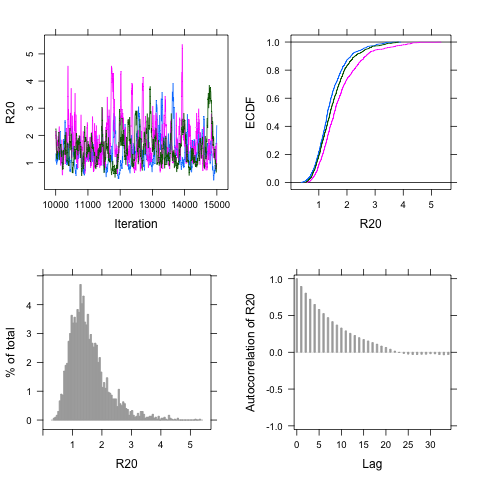 R20
5
4
3
2
1
10000 11000 12000 13000 14000 15000
Iteration
ECDF
1.0
0.8
0.6
0.4
0.2
0.0
1 2 3 4 5
R20
% of total
4
3
2
1
0
1 2 3 4 5
R20
Autocorrelation of R20
1.0
0.5
0.0
-0.5
-1.0
0 5 10 15 20 25 30
Lag